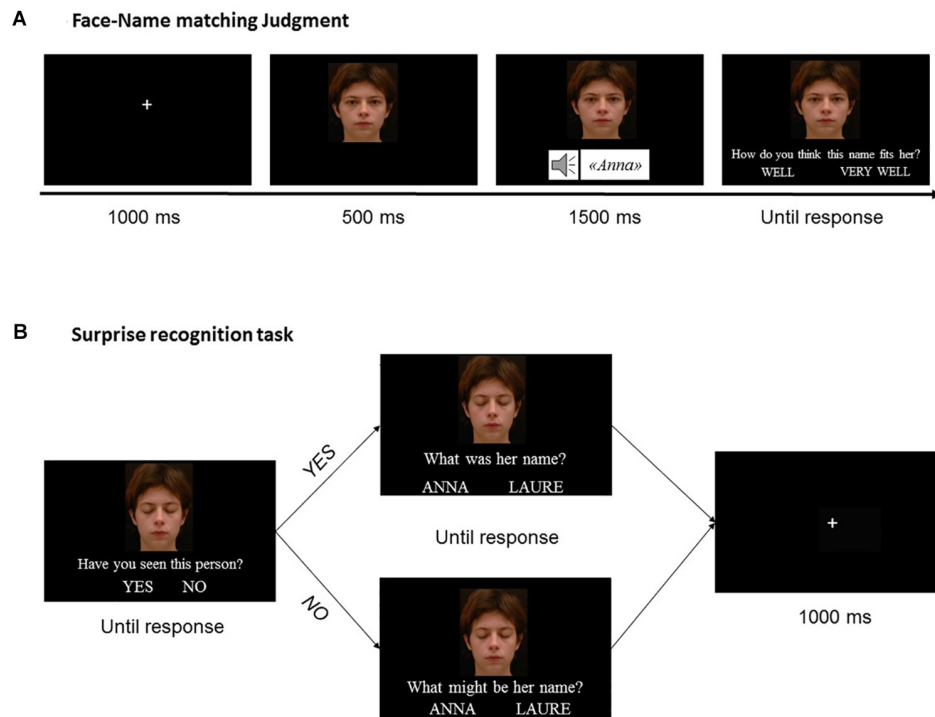 A
Face-Name matching Judgment
+
«Anna»
How do you think this name fits her?
WELL VERY WELL
1000 ms
500 ms
1500 ms
Until response
B
Surprise recognition task
Have you seen this person?
YES NO
Until response
YES
NO
What was her name?
ANNA LAURE
Until response
What might be her name?
ANNA LAURE
+
1000 ms